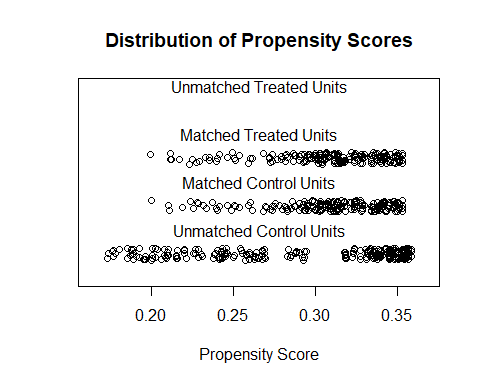 Distribution of Propensity Scores
Unmatched Treated Units
Matched Treated Units
Matched Control Units
Unmatched Control Units
0.20 0.25 0.30 0.35
Propensity Score